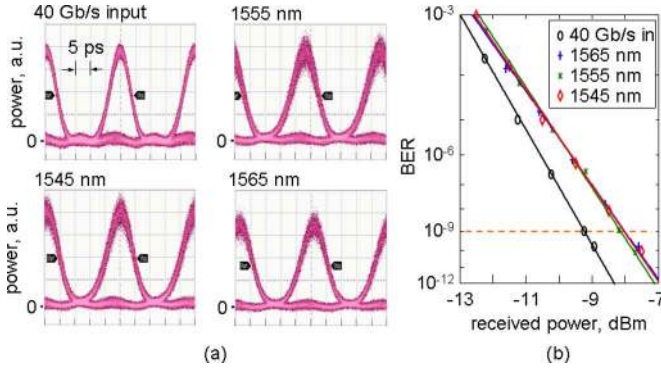 40 Gb/s input
1555 nm
5 ps
power, a.u.
0
0
1545 nm
1565 nm
power, a.u.
0
0
(a)
10-3
10-6
10-9
10-12
BER
40 Gb/s in
1565 nm
1555 nm
1545 nm
-13
-11
-9
-7
received power, dBm
(b)